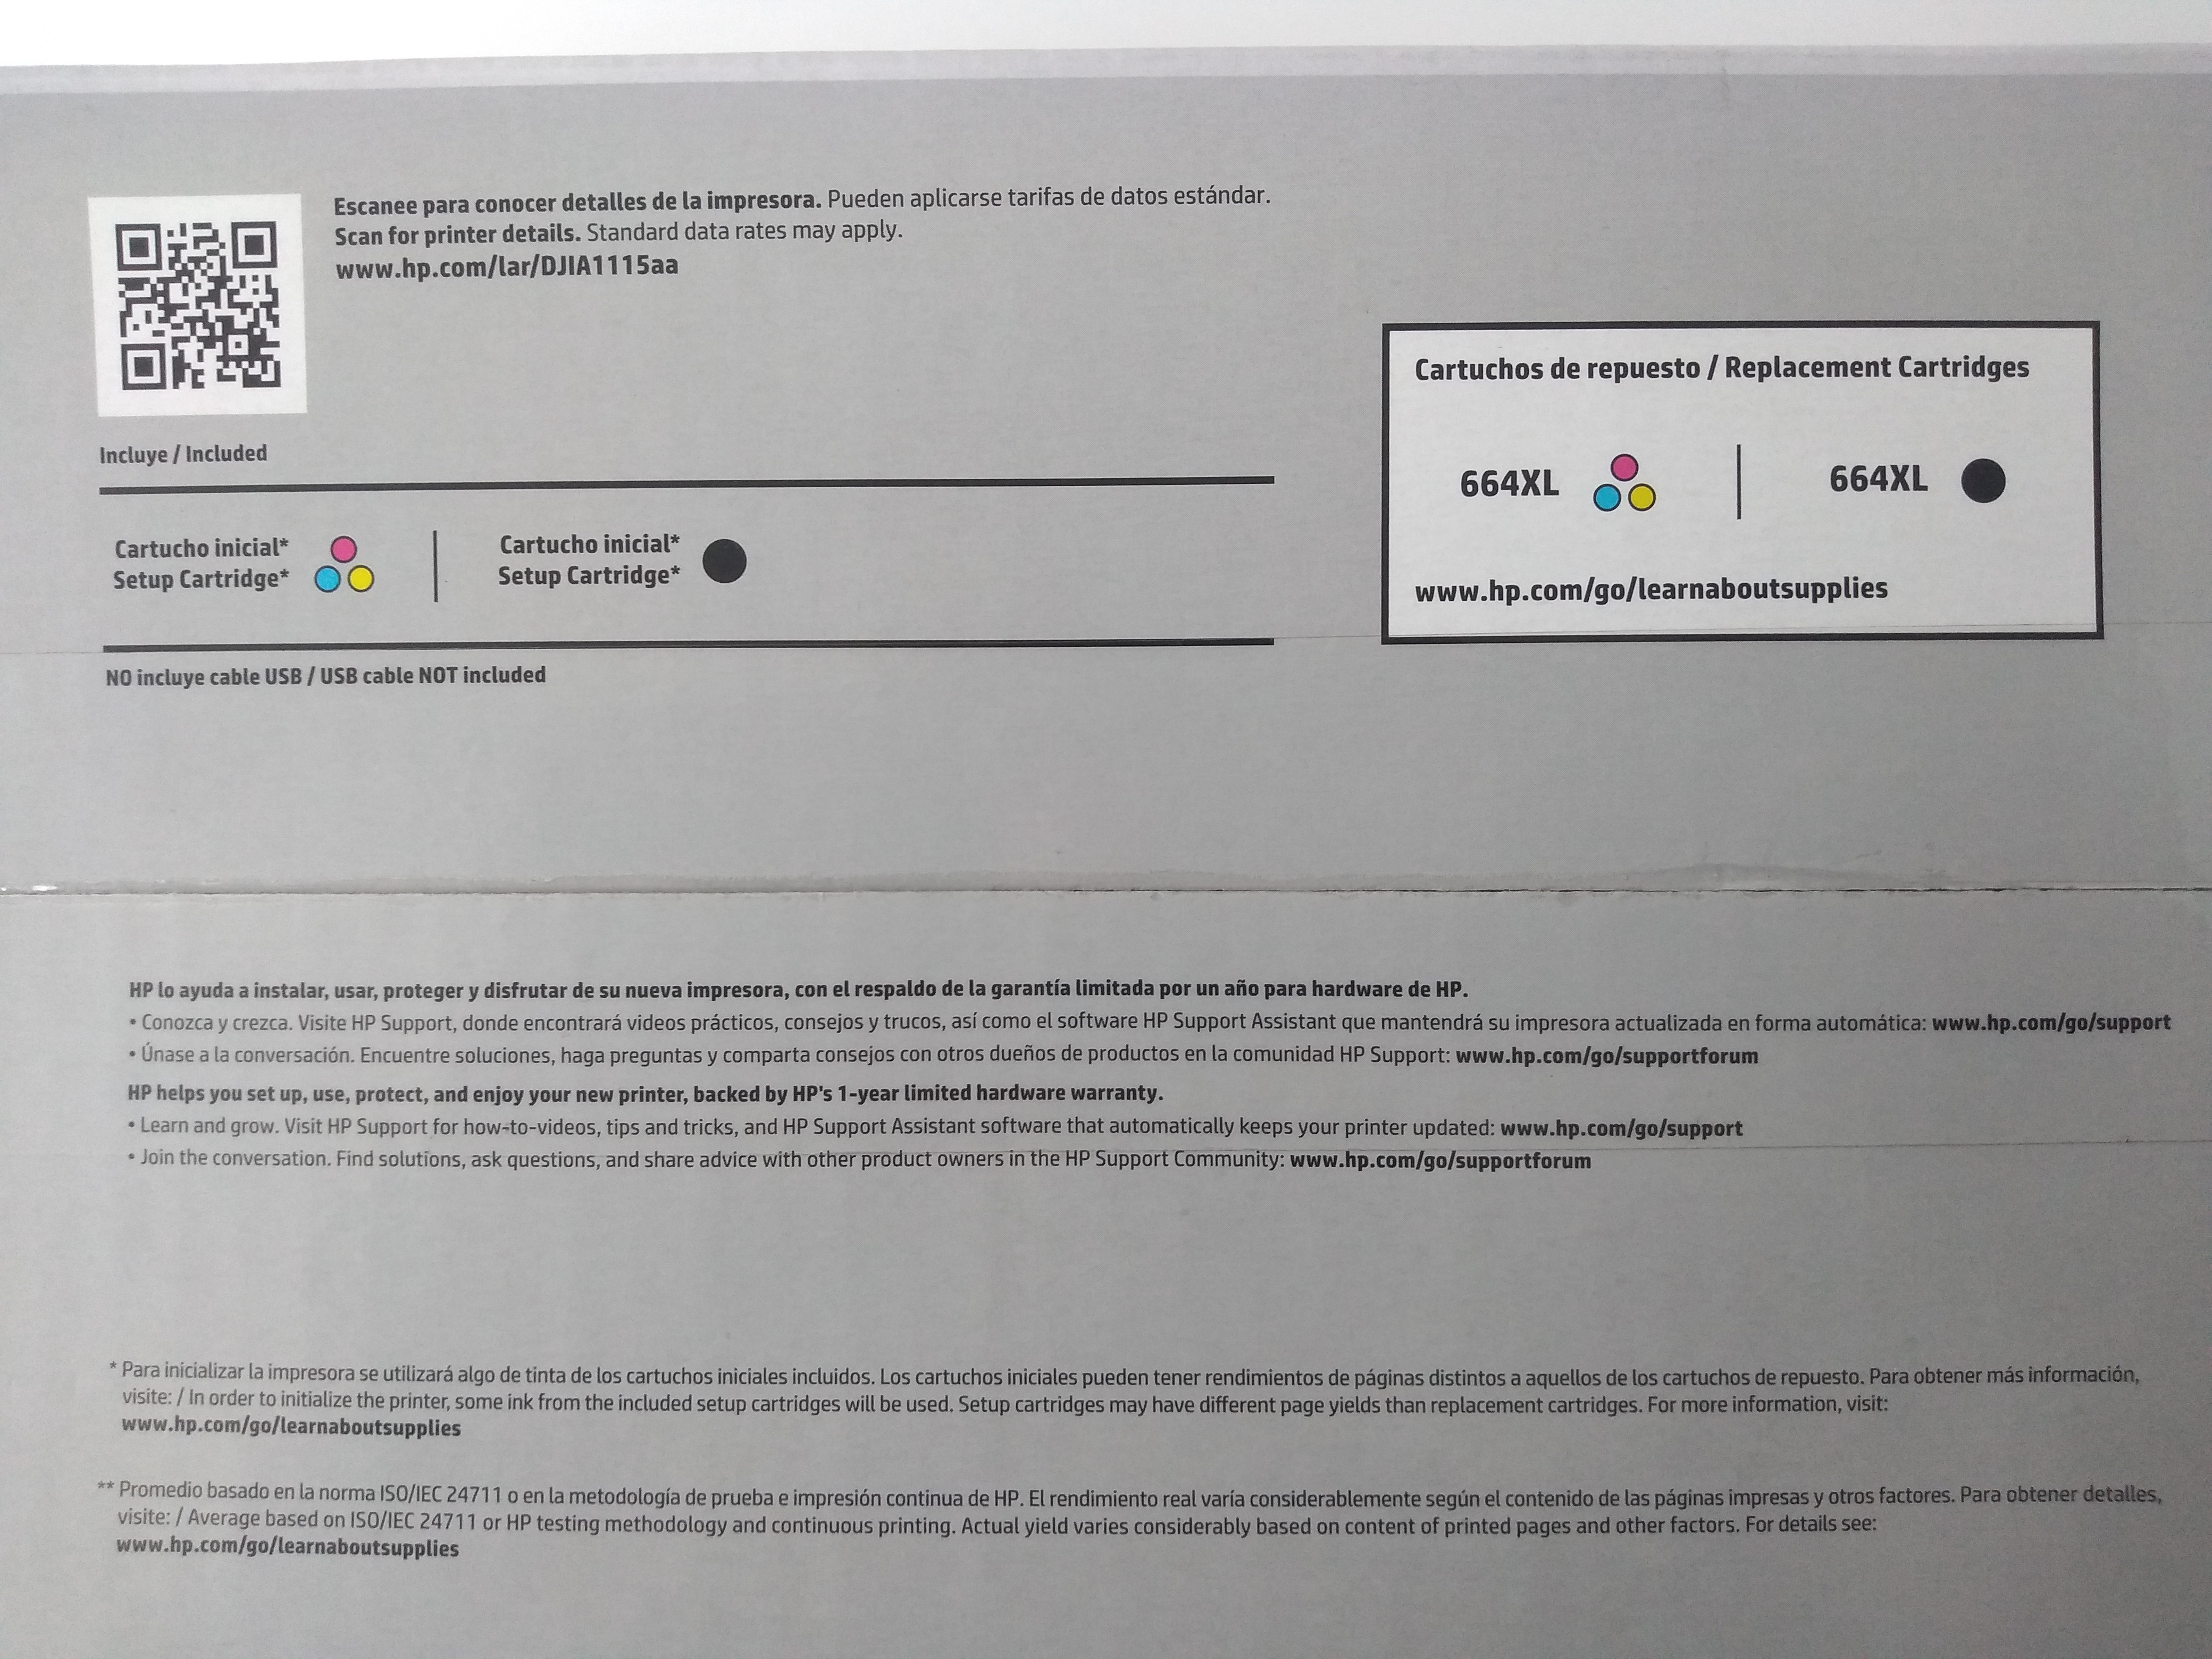 Escanee para conocer detalles de la impresora. Pueden aplicarse tarifas de datos estándar.
Scan for printer details. Standard data rates may apply.
www.hp.com/lar/DJIA1115aa
Incluye / Included
Cartucho inicial*
Setup Cartridge*
Cartucho inicial*
Setup Cartridge*
NO incluye cable USB / USB cable NOT included
Cartuchos de repuesto / Replacement Cartridges
664XL
664XL
www.hp.com/go/learnaboutsupplies
HP lo ayuda a instalar, usar, proteger y disfrutar de su nueva impresora, con el respaldo de la garantía limitada por un año para hardware de HP.
• Conozca y crezca. Visite HP Support, donde encontrará videos prácticos, consejos y trucos, así como el software HP Support Assistant que mantendrá su impresora actualizada en forma automática: www.hp.com/go/support
• Únase a la conversación. Encuentre soluciones, haga preguntas y comparta consejos con otros dueños de productos en la comunidad HP Support: www.hp.com/go/supportforum
HP helps you set up, use, protect, and enjoy your new printer, backed by HP's 1-year limited hardware warranty.
• Learn and grow. Visit HP Support for how-to-videos, tips and tricks, and HP Support Assistant software that automatically keeps your printer updated: www.hp.com/go/support
• Join the conversation. Find solutions, ask questions, and share advice with other product owners in the HP Support Community: www.hp.com/go/supportforum
* Para inicializar la impresora se utilizará algo de tinta de los cartuchos iniciales incluidos. Los cartuchos iniciales pueden tener rendimientos de páginas distintos a aquellos de los cartuchos de repuesto. Para obtener más información,
visite: / In order to initialize the printer, some ink from the included setup cartridges will be used. Setup cartridges may have different page yields than replacement cartridges. For more information, visit:
www.hp.com/go/learnaboutsupplies
** Promedio basado en la norma ISO/IEC 24711 o en la metodología de prueba e impresión continua de HP. El rendimiento real varía considerablemente según el contenido de las páginas impresas y otros factores. Para obtener detalles,
visite: / Average based on ISO/IEC 24711 or HP testing methodology and continuous printing. Actual yield varies considerably based on content of printed pages and other factors. For details see:
www.hp.com/go/learnaboutsupplies